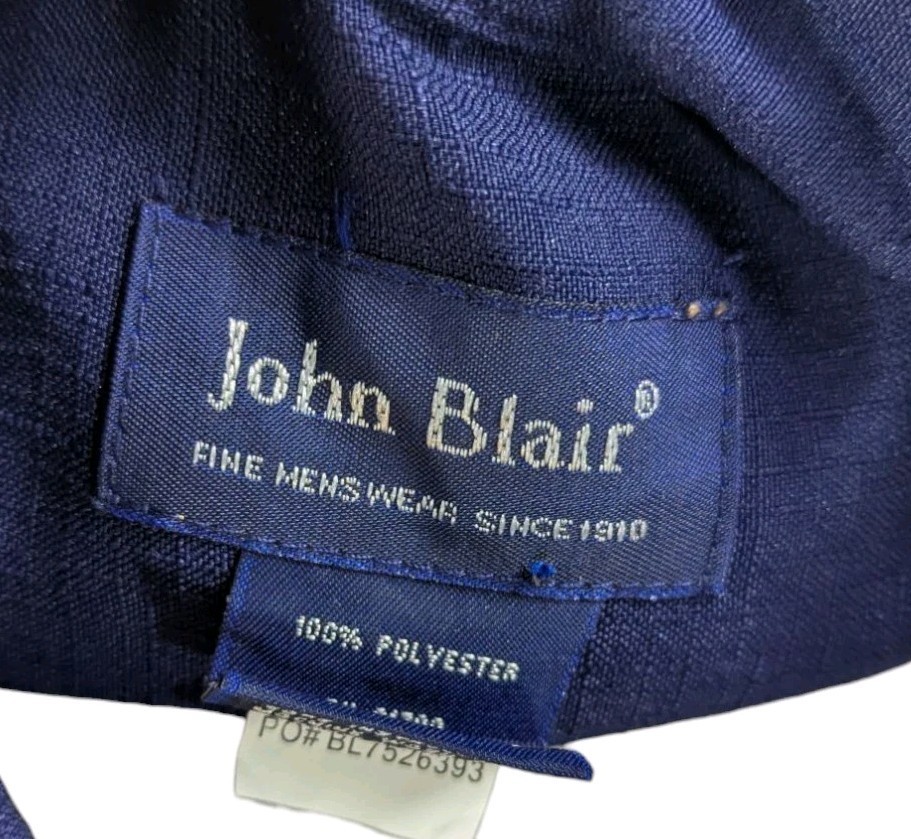 John Blair®
FINE MENSWEAR SINCE 1910
100% POLYESTER
PO# BL7526393